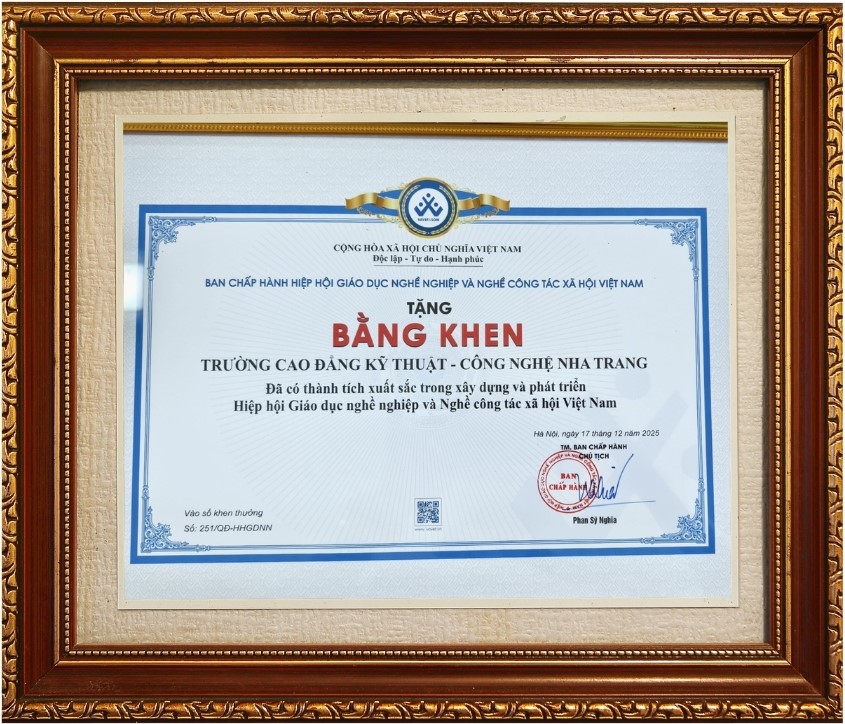 CỘNG HÒA XÃ HỘI CHỦ NGHĨA VIỆT NAM
Độc lập - Tự do - Hạnh phúc
BAN CHẤP HÀNH HIỆP HỘI GIÁO DỤC NGHỀ NGHIỆP VÀ NGHỀ CÔNG TÁC XÃ HỘI VIỆT NAM
TẶNG
BẰNG KHEN
TRƯỜNG CAO ĐẲNG KỸ THUẬT - CÔNG NGHỆ NHA TRANG
Đã có thành tích xuất sắc trong xây dựng và phát triển
Hiệp hội Giáo dục nghề nghiệp và Nghề công tác xã hội Việt Nam
Hà Nội, ngày 17 tháng 12 năm 2025
TM. BAN CHẤP HÀNH
CHỦ TỊCH
BAN
CHẤP HÀNH
Phan Sỹ Nghĩa
Vào sổ khen thưởng
Số: 251/QĐ-HHGDNN